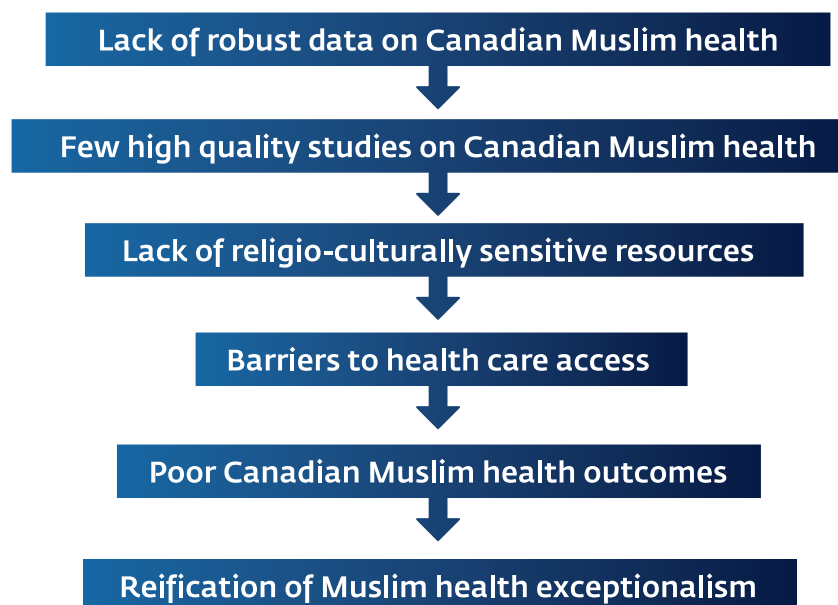 Lack of robust data on Canadian Muslim health
Few high quality studies on Canadian Muslim health
Lack of religio-culturally sensitive resources
Barriers to health care access
Poor Canadian Muslim health outcomes
Reification of Muslim health exceptionalism